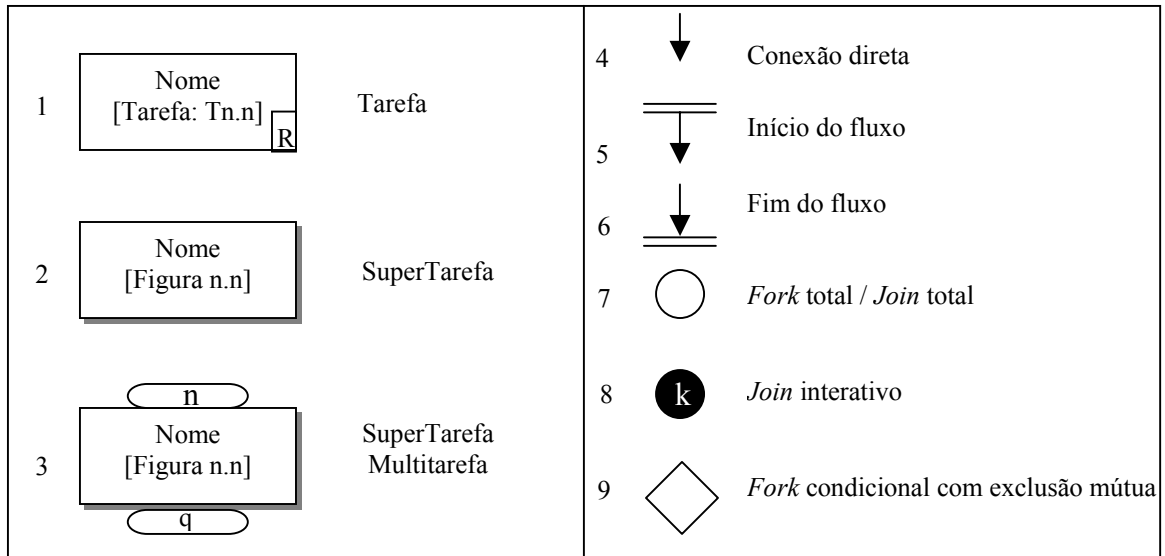 1
Nome
[Tarefa: Tn.n]
R
Tarefa
2
Nome
[Figura n.n]
SuperTarefa
3
n
Nome
[Figura n.n]
q
SuperTarefa
Multitarefa
4
Conexão direta
5
Início do fluxo
6
Fim do fluxo
7
Fork total / Join total
8
k
Join interativo
9
Fork condicional com exclusão mútua